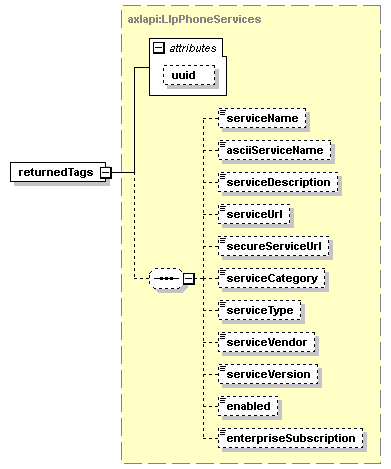 axlapi:LIpPhoneServices
attributes
uuid
returnedTags
serviceName
asciiServiceName
serviceDescription
serviceUrl
secureServiceUrl
serviceCategory
serviceType
serviceVendor
serviceVersion
enabled
enterpriseSubscription